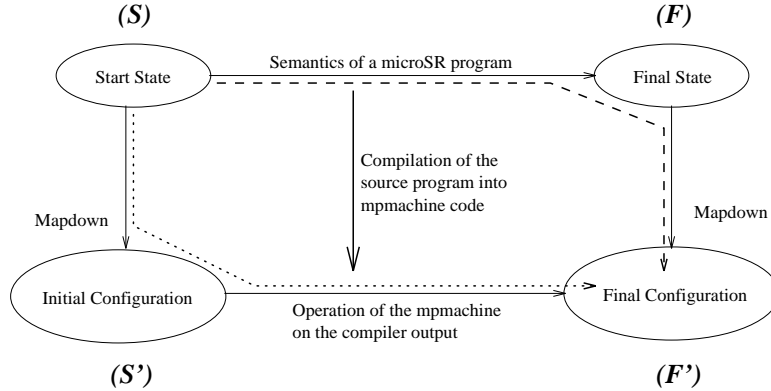 (S)
(F)
Semantics of a microSR program
Start State
Final State
Compilation of the
source program into
mpmachine code
Mapdown
Mapdown
Initial Configuration
Final Configuration
Operation of the mpmachine
on the compiler output
(S')
(F')